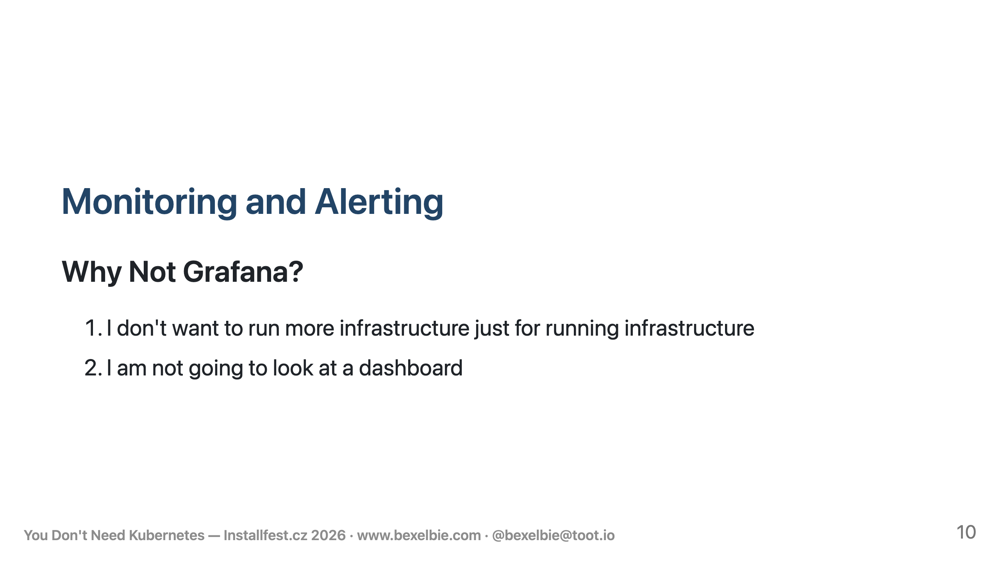 Monitoring and Alerting
Why Not Grafana?
1. I don't want to run more infrastructure just for running infrastructure
2. I am not going to look at a dashboard
You Don't Need Kubernetes — Installfest.cz 2026 · www.bexelbie.com · @bexelbie@toot.io
10